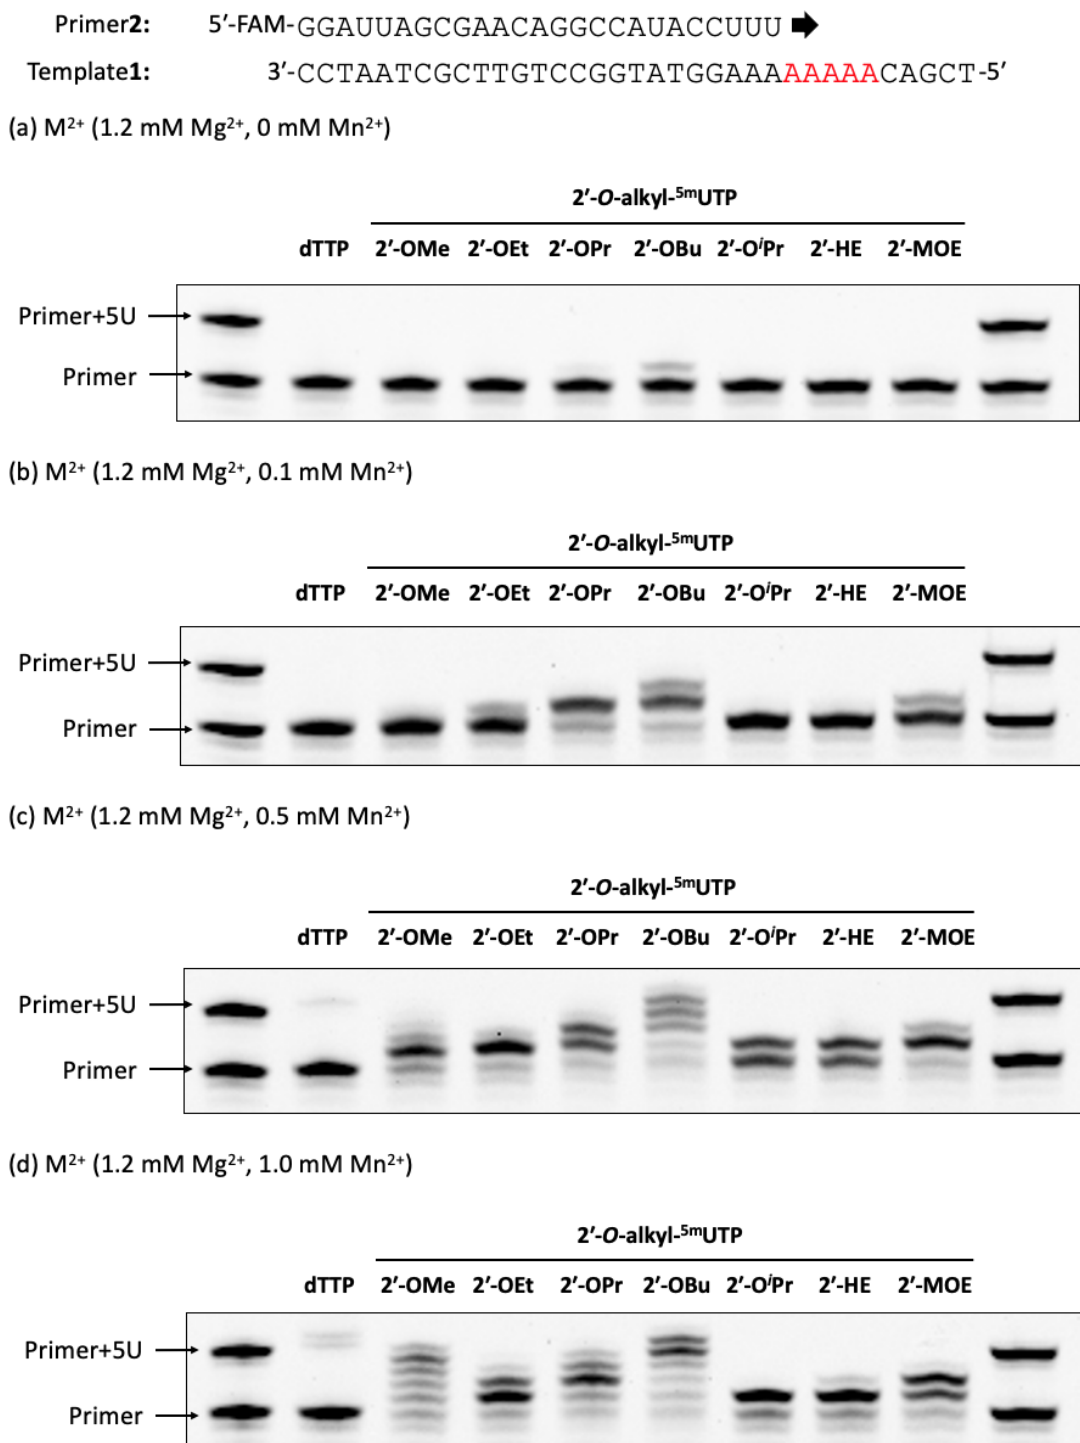 Primer2: 5′-FAM-GGAUUAGCGAACAGGCCAUACCUUU
Template1: 3′-CCTAATCGCTTGTCCGGTATGGAAAAAAAACAGCT-5′
(a) M²⁺ (1.2 mM Mg²⁺, 0 mM Mn²⁺)
2′-O-alkyl-⁵ᵐUTP
dTTP 2′-OMe 2′-OEt 2′-OPr 2′-OBu 2′-OⁱPr 2′-HE 2′-MOE
Primer+5U
Primer
(b) M²⁺ (1.2 mM Mg²⁺, 0.1 mM Mn²⁺)
2′-O-alkyl-⁵ᵐUTP
dTTP 2′-OMe 2′-OEt 2′-OPr 2′-OBu 2′-OⁱPr 2′-HE 2′-MOE
Primer+5U
Primer
(c) M²⁺ (1.2 mM Mg²⁺, 0.5 mM Mn²⁺)
2′-O-alkyl-⁵ᵐUTP
dTTP 2′-OMe 2′-OEt 2′-OPr 2′-OBu 2′-OⁱPr 2′-HE 2′-MOE
Primer+5U
Primer
(d) M²⁺ (1.2 mM Mg²⁺, 1.0 mM Mn²⁺)
2′-O-alkyl-⁵ᵐUTP
dTTP 2′-OMe 2′-OEt 2′-OPr 2′-OBu 2′-OⁱPr 2′-HE 2′-MOE
Primer+5U
Primer